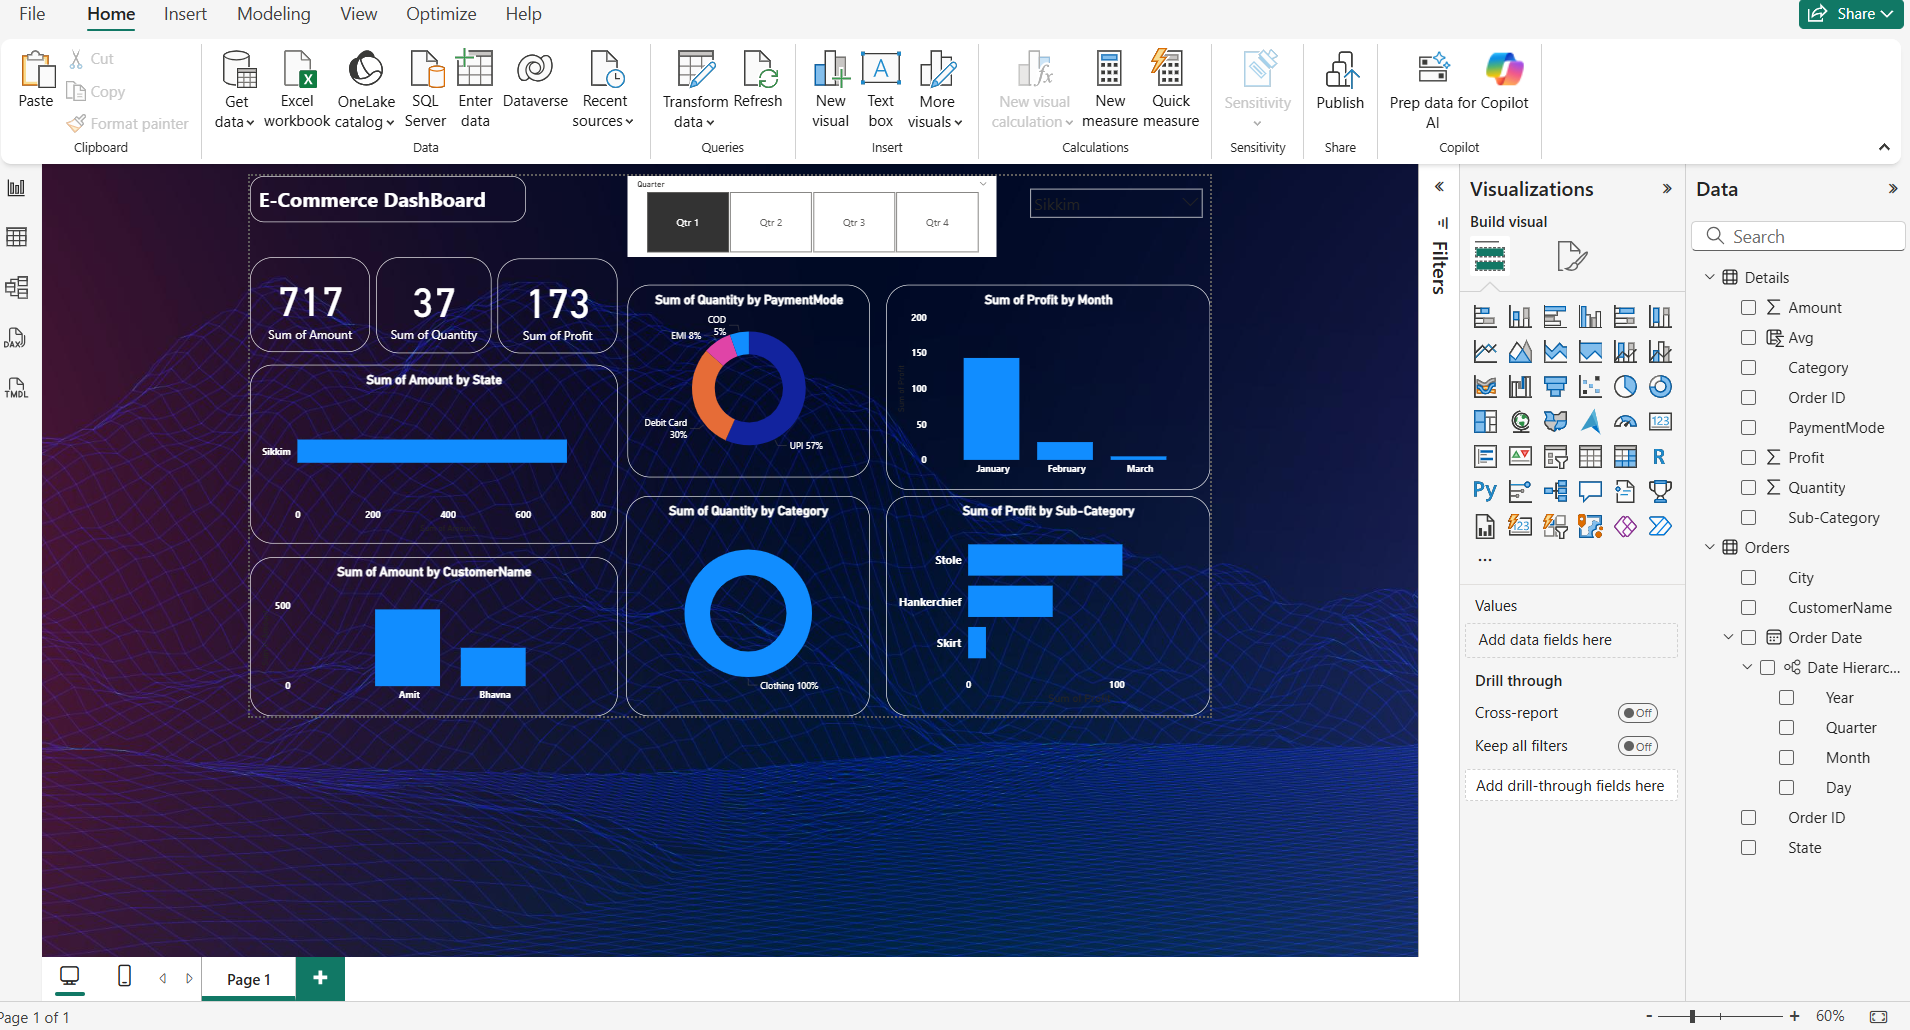 File Home Insert Modeling View Optimize Help
Share
Paste
Cut
Copy
Format painter
Clipboard
Get data
Excel workbook
OneLake catalog
SQL Server
Enter data
Dataverse
Recent sources
Data
Transform data
Refresh
Queries
New visual
Text box
More visuals
Insert
New visual calculation
New measure
Quick measure
Calculations
Sensitivity
Sensitivity
Publish
Share
Prep data for AI
Copilot
Copilot
DAX
TMDL
E-Commerce DashBoard
Quarter
Qtr 1 Qtr 2 Qtr 3 Qtr 4
Sikkim
717
Sum of Amount
37
Sum of Quantity
173
Sum of Profit
Sum of Amount by State
Sikkim
0 200 400 600 800
Sum of Amount by CustomerName
500
0
Amit Bhavna
Sum of Quantity by PaymentMode
COD
5%
EMI 8%
Debit Card
30%
UPI 57%
Sum of Quantity by Category
Clothing 100%
Sum of Profit by Month
200
150
100
50
0
January February March
Sum of Profit by Sub-Category
Stole
Hankerchief
Skirt
0 100
Filters
Visualizations
Build visual
123
R
Py
123
...
Values
Add data fields here
Drill through
Cross-report Off
Keep all filters Off
Add drill-through fields here
Data
Search
Details
Amount
Avg
Category
Order ID
PaymentMode
Profit
Quantity
Sub-Category
Orders
City
CustomerName
Order Date
Date Hierarc...
Year
Quarter
Month
Day
Order ID
State
Page 1
+
Page 1 of 1
- + 60%